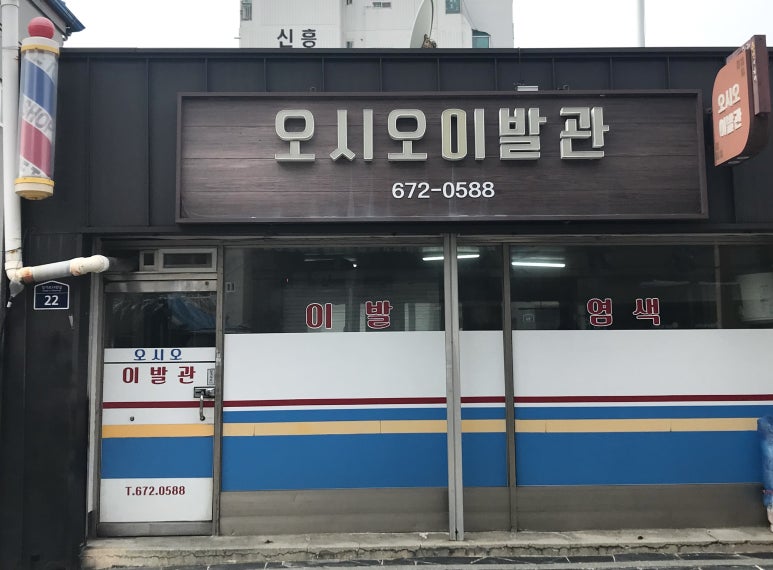 신흥
HOP
오시오이발관
672-0588
오시오
이발관
22
이발
염색
오시오
이발관
T.672.0588